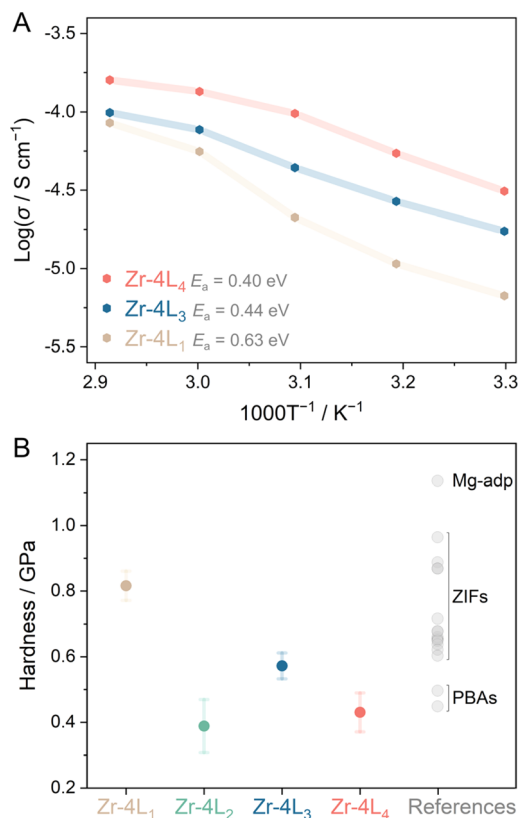 A
-3.5
-4.0
-4.5
-5.0
-5.5
Log(σ / S cm⁻¹)
Zr-4L₄ Eₐ = 0.40 eV
Zr-4L₃ Eₐ = 0.44 eV
Zr-4L₁ Eₐ = 0.63 eV
2.9 3.0 3.1 3.2 3.3
1000T⁻¹ / K⁻¹
B
1.2
1.0
0.8
0.6
0.4
0.2
Hardness / GPa
Mg-adp
ZIFs
PBAs
Zr-4L₁ Zr-4L₂ Zr-4L₃ Zr-4L₄ References